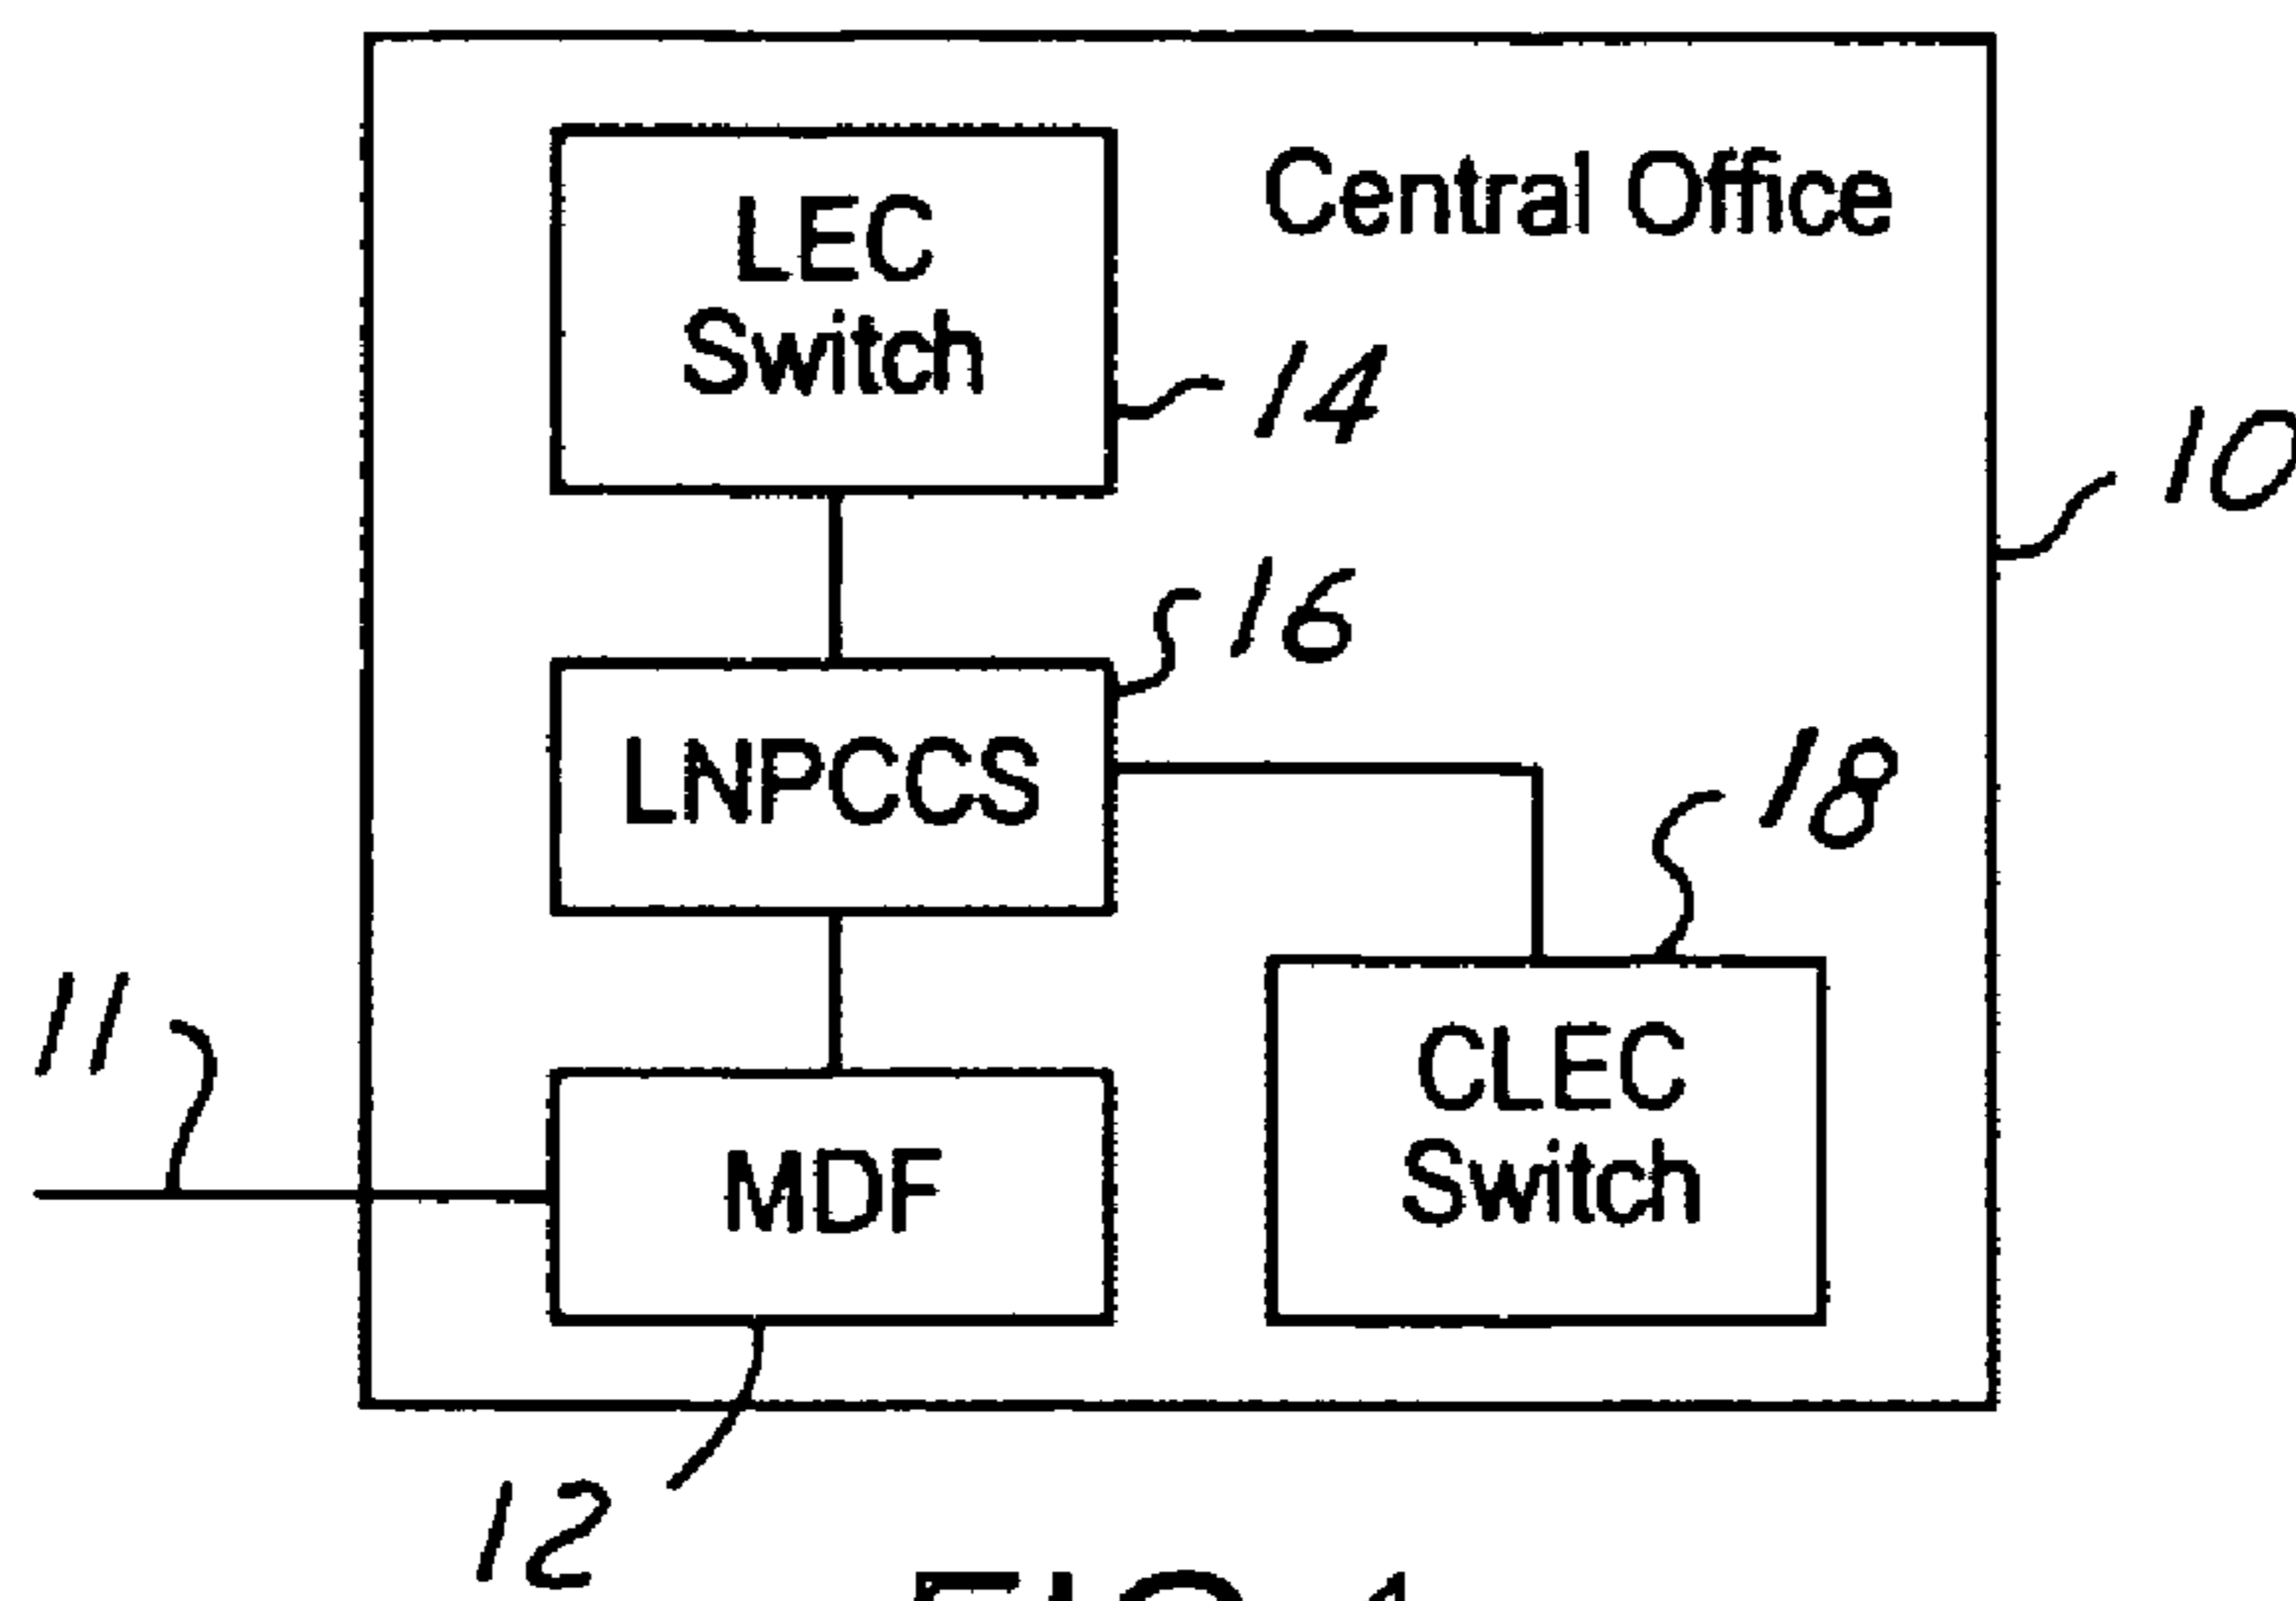 LEC
Switch
Central Office
14
10
16
LNPCCS
18
11
CLEC
Switch
MDF
12